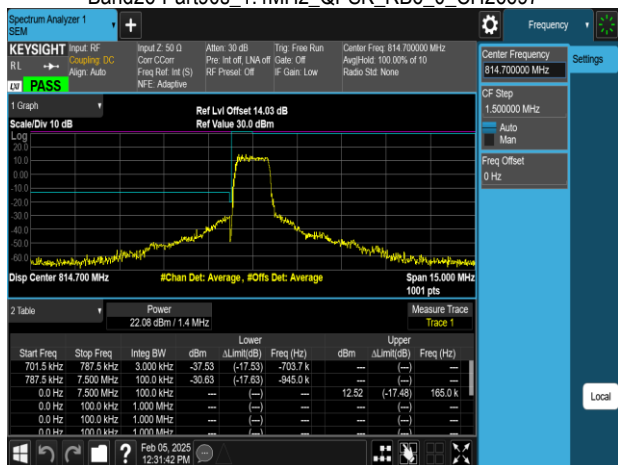 Spectrum Analyzer 1
SEM
+
Frequency
KEYSIGHT
RL
LXI
PASS
Input: RF
Coupling: DC
Align: Auto
Input Z: 50 Ω
Corr CCorr
Freq Ref: Int (S)
NFE: Adaptive
Atten: 30 dB
Pre: Int off, LNA off
RF Preset: Off
Trig: Free Run
Gate: Off
IF Gain: Low
Center Freq: 814.700000 MHz
Avg|Hold: 100.00% of 10
Radio Std: None
Center Frequency
814.700000 MHz
Settings
CF Step
1.500000 MHz
Auto
Man
Freq Offset
0 Hz
1 Graph
Scale/Div 10 dB
Ref Lvl Offset 14.03 dB
Ref Value 30.0 dBm
Log
20.0
10.0
0.00
-10.0
-20.0
-30.0
-40.0
-50.0
-60.0
Disp Center 814.700 MHz
#Chan Det: Average , #Offs Det: Average
Span 15.000 MHz
1001 pts
2 Table
Power
22.08 dBm / 1.4 MHz
Measure Trace
Trace 1
Lower Upper
Start Freq Stop Freq Integ BW dBm ΔLimit(dB) Freq (Hz) dBm ΔLimit(dB) Freq (Hz)
701.5 kHz 787.5 kHz 3.000 kHz -37.53 (-17.53) -703.7 k --- (---) ---
787.5 kHz 7.500 MHz 100.0 kHz -30.63 (-17.63) -945.0 k --- (---) ---
0.0 Hz 7.500 MHz 100.0 kHz --- (---) --- 12.52 (-17.48) 165.0 k
0.0 Hz 100.0 kHz 1.000 MHz --- (---) --- --- (---) ---
0.0 Hz 100.0 kHz 1.000 MHz --- (---) --- --- (---) ---
0.0 Hz 100.0 kHz 1.000 MHz --- (---) --- --- (---) ---
Local
?
Feb 05, 2025
12:31:42 PM